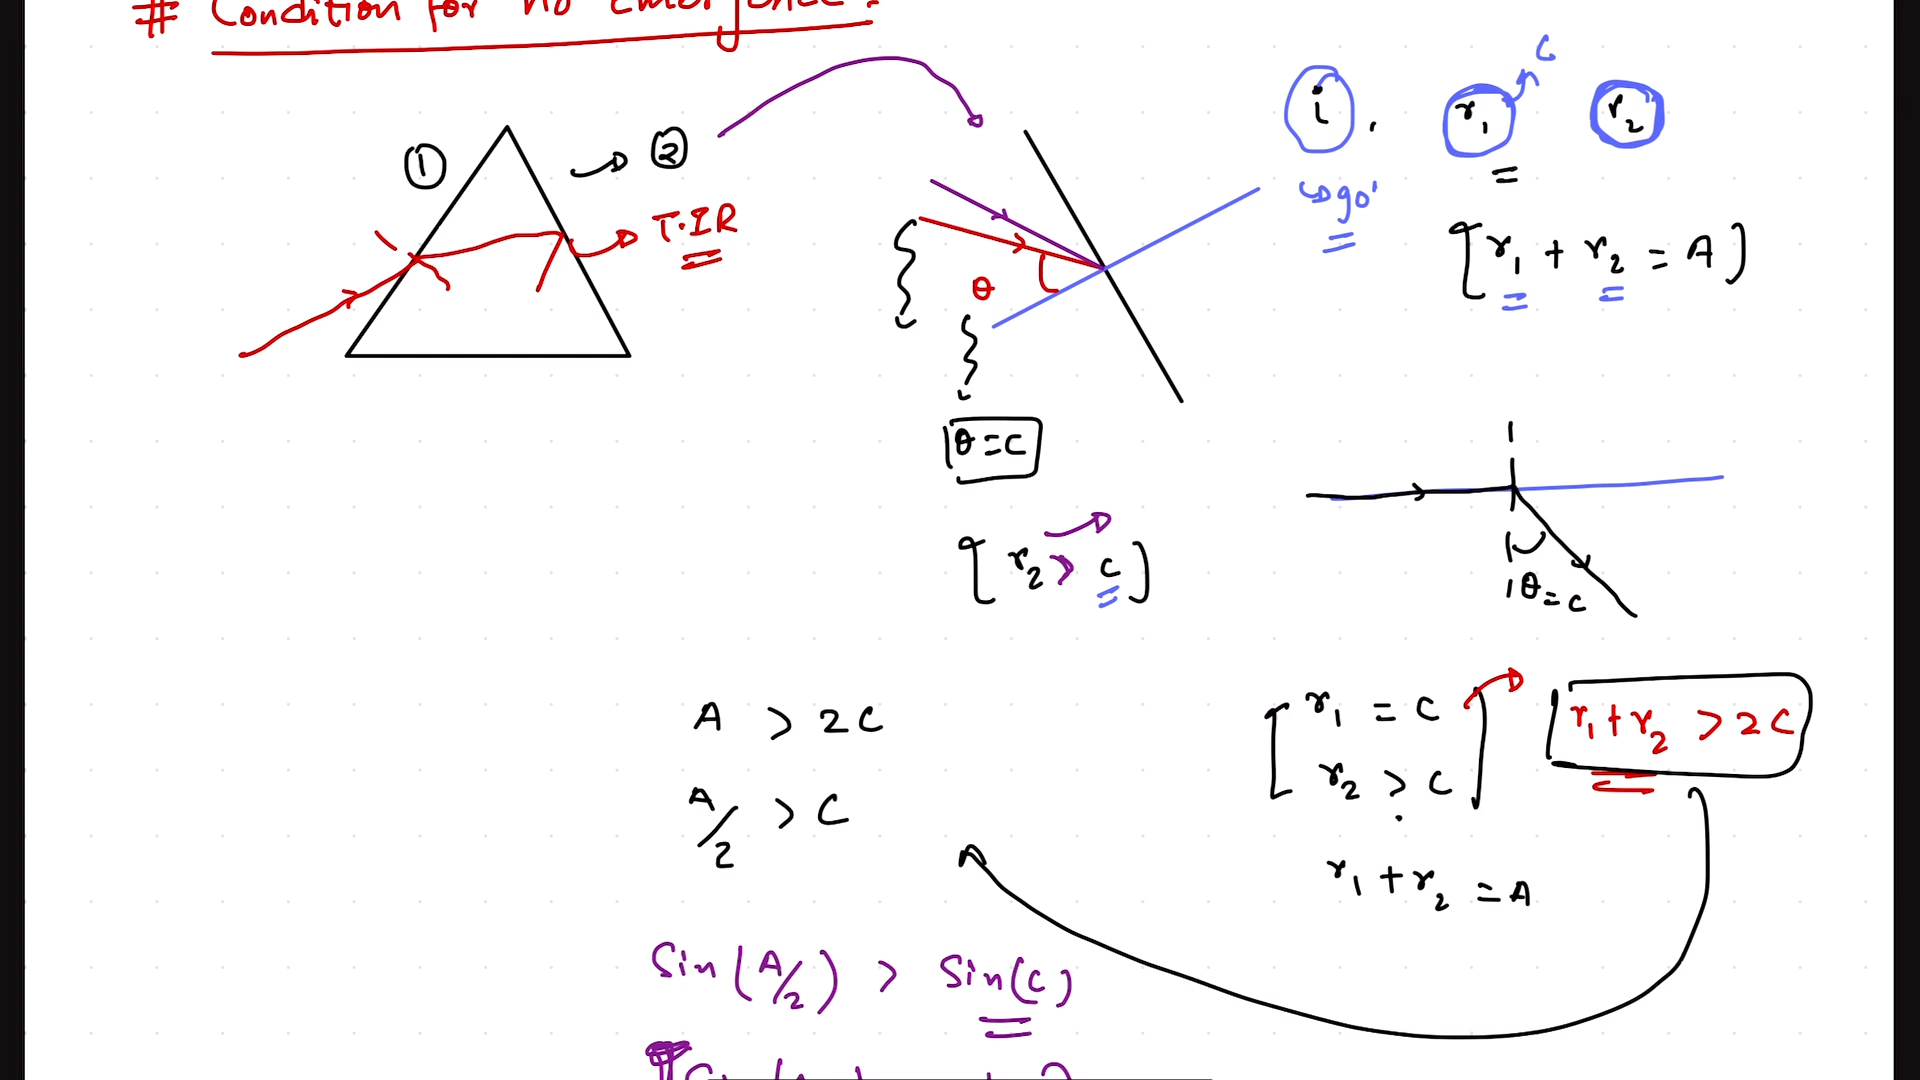 # Condition for no emergence :
① → ② i , r₁ → C r₂
T.IR → 90°
θ [r₁ + r₂ = A]
θ = C
[r₂ > C]
θ = C
A > 2C r₁ = C r₁ + r₂ > 2C
A/2 > C r₂ > C
r₁ + r₂ = A
Sin(A/2) > Sin(C)